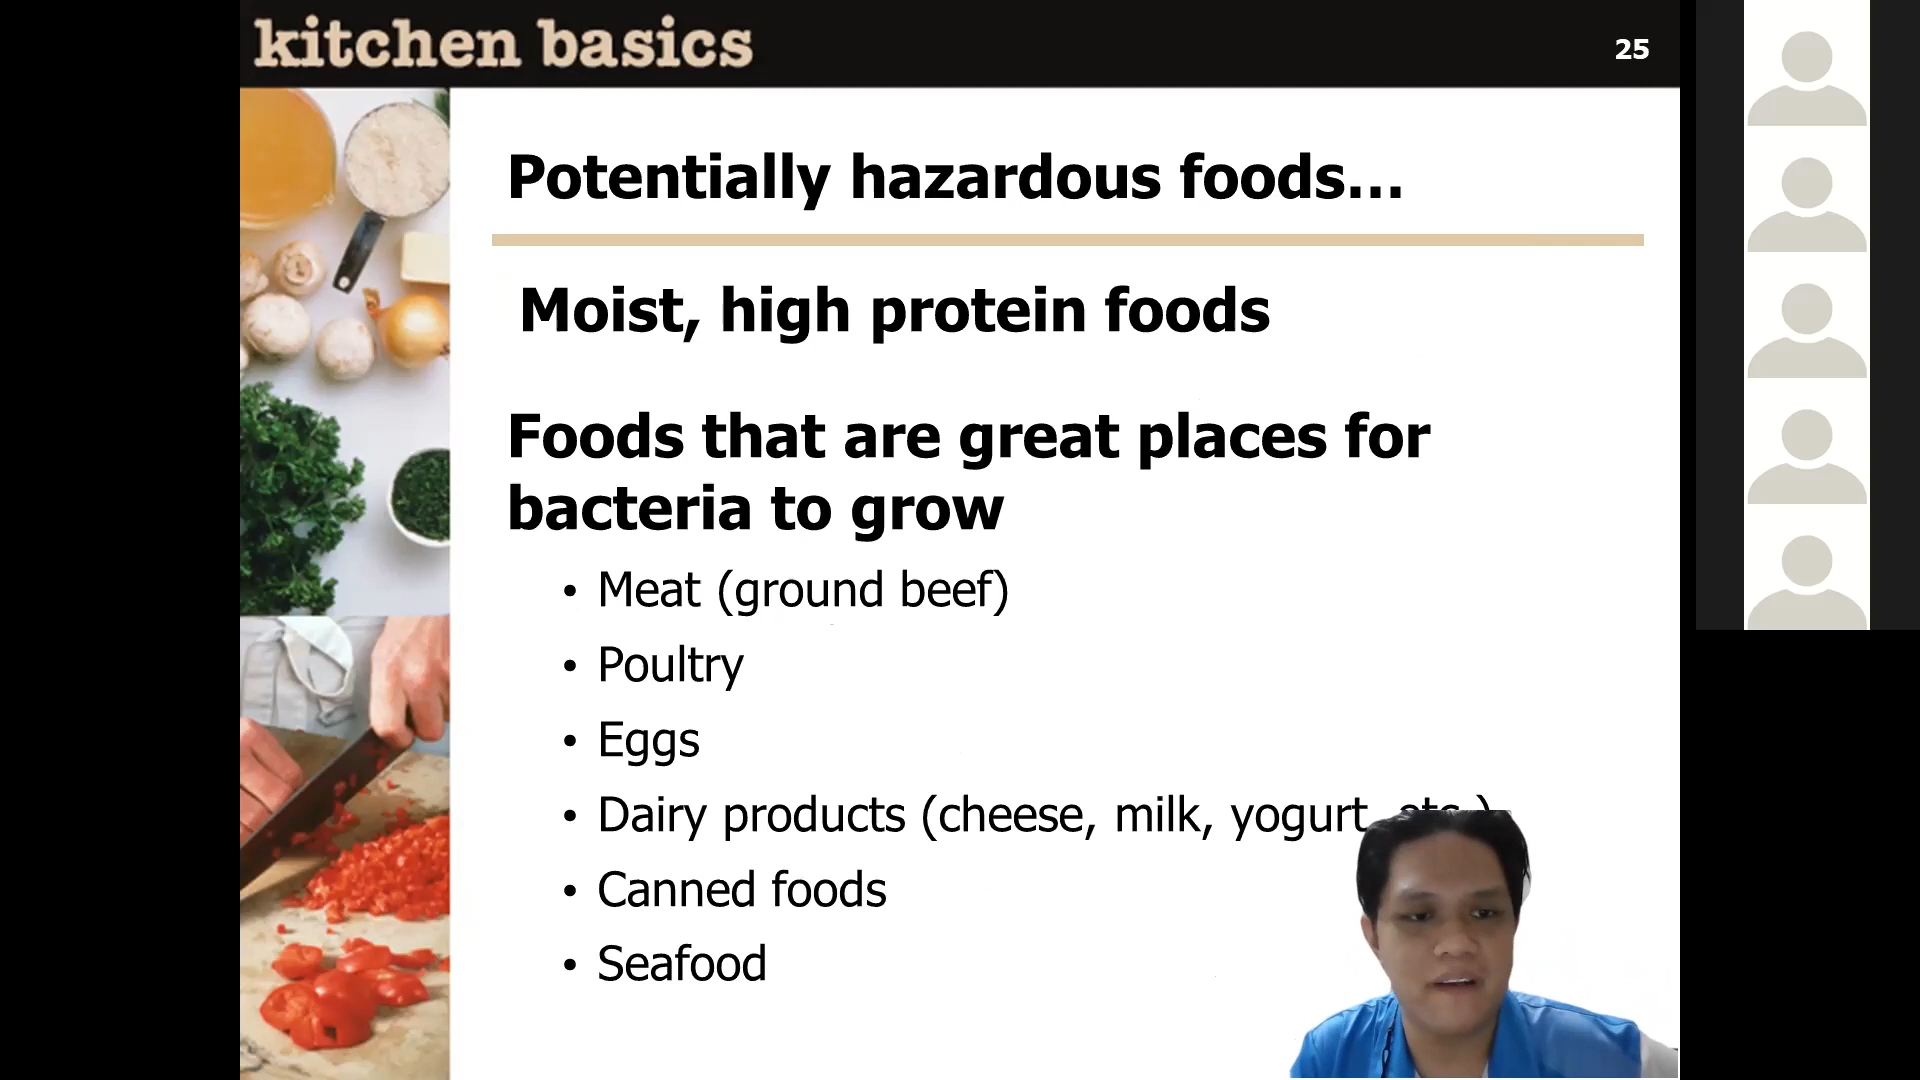 kitchen basics
25
Potentially hazardous foods...
Moist, high protein foods
Foods that are great places for
bacteria to grow
• Meat (ground beef)
• Poultry
• Eggs
• Dairy products (cheese, milk, yogurt, etc.)
• Canned foods
• Seafood